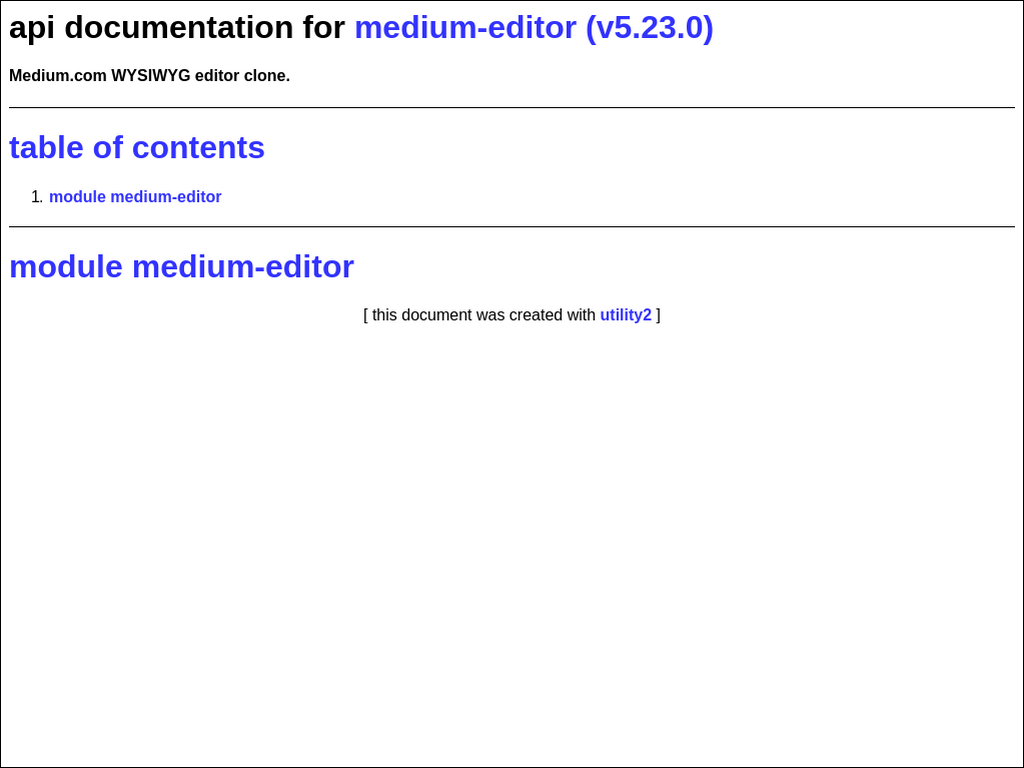 api documentation for medium-editor (v5.23.0)
Medium.com WYSIWYG editor clone.
table of contents
1. module medium-editor
module medium-editor
[ this document was created with utility2 ]